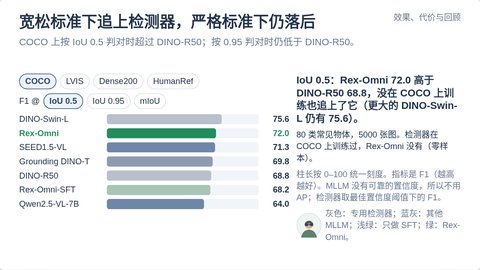 宽松标准下追上检测器，严格标准下仍落后
效果、代价与回顾
COCO 上按 IoU 0.5 判对时超过 DINO-R50；按 0.95 判对时仍低于 DINO-R50。
COCO LVIS Dense200 HumanRef
F1 @ IoU 0.5 IoU 0.95 mIoU
DINO-Swin-L 75.6
Rex-Omni 72.0
SEED1.5-VL 71.3
Grounding DINO-T 69.8
DINO-R50 68.8
Rex-Omni-SFT 68.2
Qwen2.5-VL-7B 64.0
IoU 0.5：Rex-Omni 72.0 高于
DINO-R50 68.8，没在 COCO 上训
练也追上了它（更大的 DINO-Swin-
L 仍有 75.6）。
80 类常见物体，5000 张图。检测器在
COCO 上训练过，Rex-Omni 没有（零样
本）。
柱长按 0–100 统一刻度。指标是 F1（越高
越好）。MLLM 没有可靠的置信度，所以不用
AP；检测器取最佳置信度阈值下的 F1。
灰色：专用检测器；蓝灰：其他
MLLM；浅绿：只做 SFT；绿：Rex-
Omni。